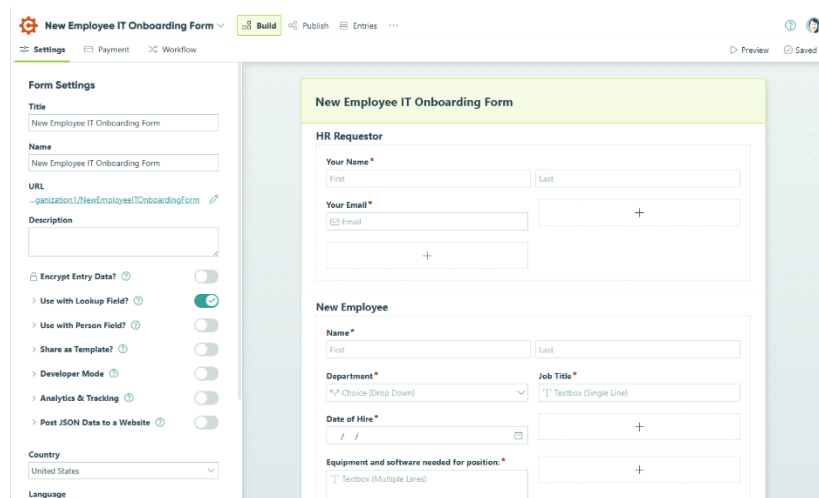 New Employee IT Onboarding Form Build Publish Entries ...
Settings Payment Workflow Preview Saved
Form Settings
Title
New Employee IT Onboarding Form
Name
New Employee IT Onboarding Form
URL
...ganization1/NewEmployeeITOnboardingForm
Description
Encrypt Entry Data?
Use with Lookup Field?
Use with Person Field?
Share as Template?
Developer Mode
Analytics & Tracking
Post JSON Data to a Website
Country
United States
Language
New Employee IT Onboarding Form
HR Requestor
Your Name*
First Last
Your Email*
Email
New Employee
Name*
First Last
Department* Job Title*
Choice (Drop Down) Textbox (Single Line)
Date of Hire*
/ /
Equipment and software needed for position:*
Textbox (Multiple Lines)